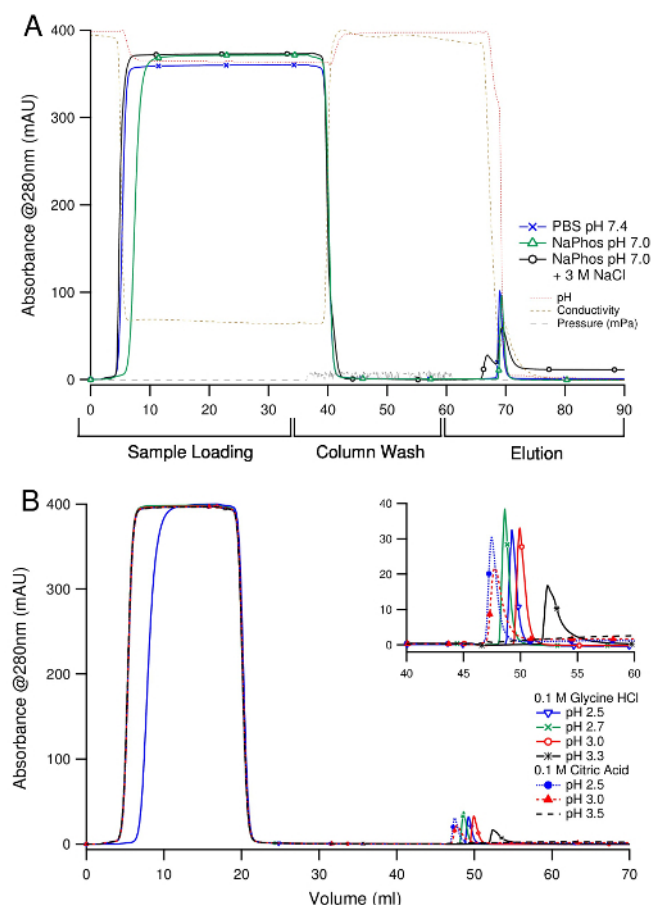 A
400
300
200
100
0
Absorbance @280nm (mAU)
PBS pH 7.4
NaPhos pH 7.0
NaPhos pH 7.0
+ 3 M NaCl
pH
Conductivity
Pressure (mPa)
0 10 20 30 40 50 60 70 80 90
Sample Loading Column Wash Elution
B
400
300
200
100
0
Absorbance @280nm (mAU)
40
30
20
10
0
40 45 50 55 60
0.1 M Glycine HCl
pH 2.5
pH 2.7
pH 3.0
pH 3.3
0.1 M Citric Acid
pH 2.5
pH 3.0
pH 3.5
0 10 20 30 40 50 60 70
Volume (ml)